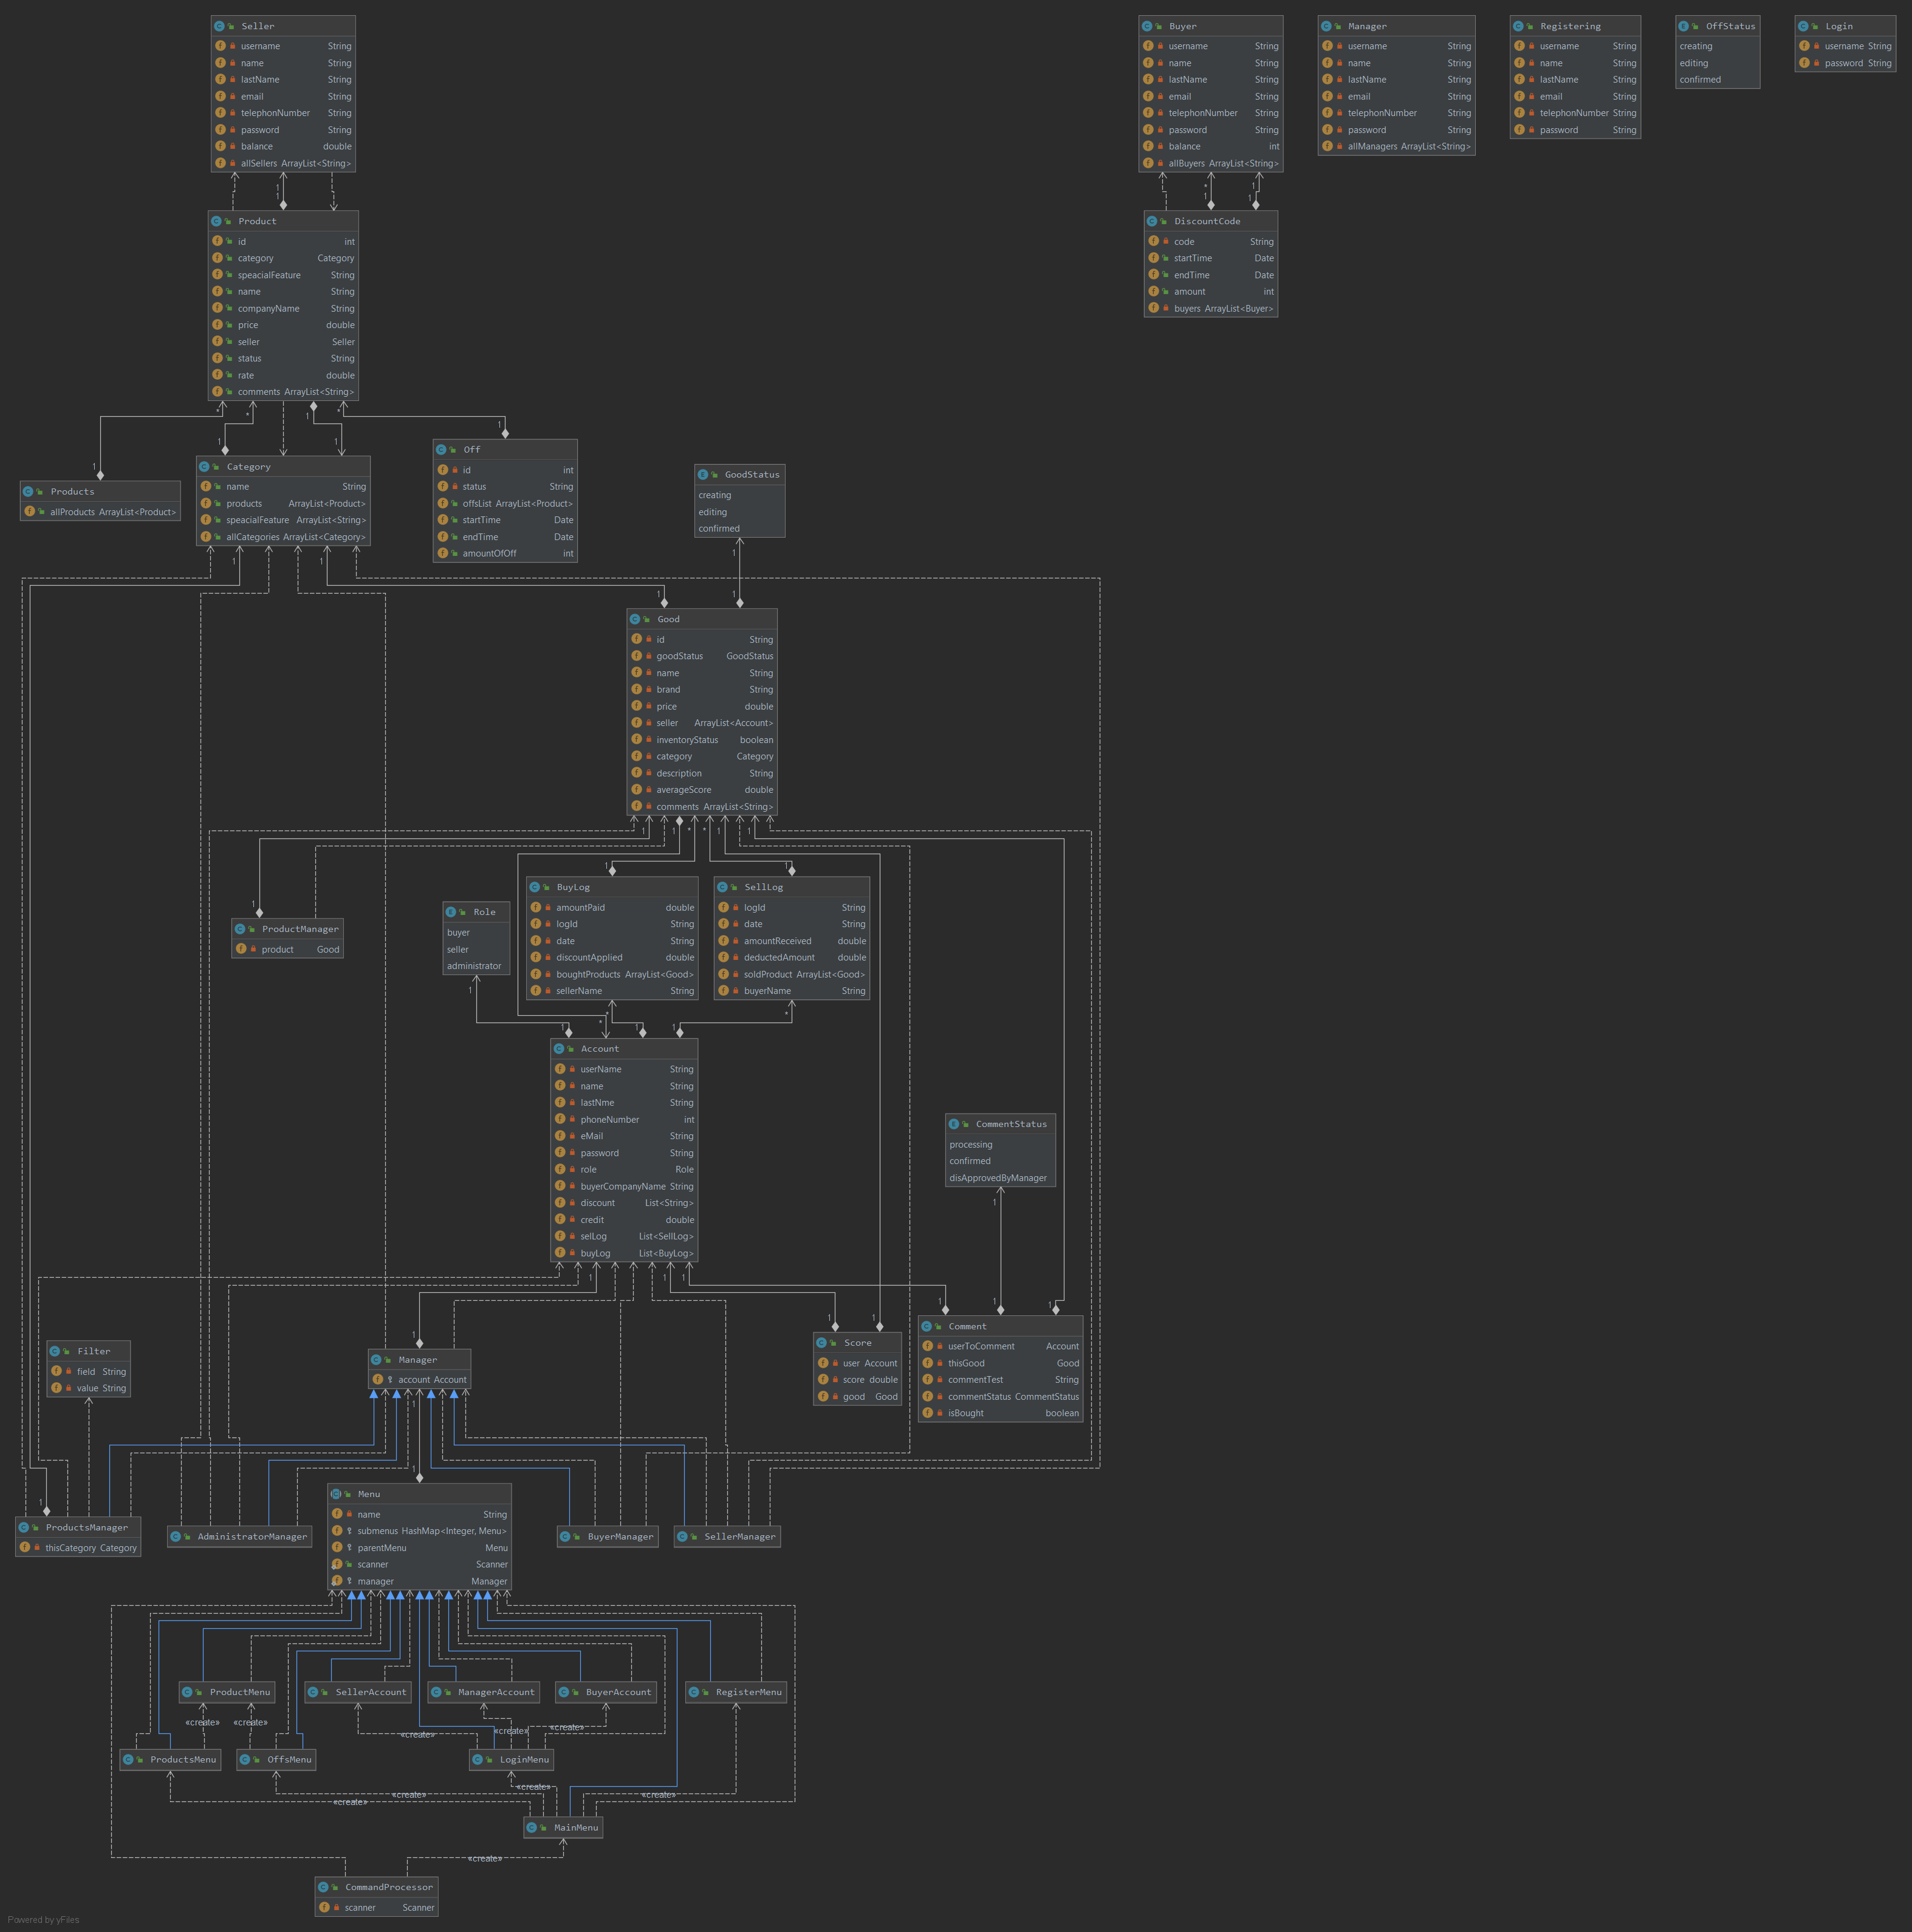 Seller
username String
name String
lastName String
email String
telephonNumber String
password String
balance double
allSellers ArrayList<String>
Buyer
username String
name String
lastName String
email String
telephonNumber String
password String
balance int
allBuyers ArrayList<String>
Manager
username String
name String
lastName String
email String
telephonNumber String
password String
allManagers ArrayList<String>
Registering
username String
name String
lastName String
email String
telephonNumber String
password String
OffStatus
creating
editing
confirmed
Login
username String
password String
Product
id int
category Category
speacialFeature String
name String
companyName String
price double
seller Seller
status String
rate double
comments ArrayList<String>
DiscountCode
code String
startTime Date
endTime Date
amount int
buyers ArrayList<Buyer>
Products
allProducts ArrayList<Product>
Category
name String
products ArrayList<Product>
speacialFeature ArrayList<String>
allCategories ArrayList<Category>
Off
id int
status String
offsList ArrayList<Product>
startTime Date
endTime Date
amountOfOff int
GoodStatus
creating
editing
confirmed
Good
id String
goodStatus GoodStatus
name String
brand String
price double
seller ArrayList<Account>
inventoryStatus boolean
category Category
description String
averageScore double
comments ArrayList<String>
ProductManager
product Good
Role
buyer
seller
administrator
BuyLog
amountPaid double
logId String
date String
discountApplied double
boughtProducts ArrayList<Good>
sellerName String
SellLog
logId String
date String
amountReceived double
deductedAmount double
soldProduct ArrayList<Good>
buyerName String
Account
userName String
name String
lastNme String
phoneNumber int
eMail String
password String
role Role
buyerCompanyName String
discount List<String>
credit double
selLog List<SellLog>
buyLog List<BuyLog>
CommentStatus
processing
confirmed
disApprovedByManager
Filter
field String
value String
Manager
account Account
Score
user Account
score double
good Good
Comment
userToComment Account
thisGood Good
commentTest String
commentStatus CommentStatus
isBought boolean
ProductsManager
thisCategory Category
AdministratorManager
Menu
name String
submenus HashMap<Integer, Menu>
parentMenu Menu
scanner Scanner
manager Manager
BuyerManager
SellerManager
ProductMenu
SellerAccount
ManagerAccount
BuyerAccount
RegisterMenu
«create»
«create»
«create»
«create»
«create»
ProductsMenu
OffsMenu
LoginMenu
«create»
«create»
«create»
«create»
MainMenu
«create»
CommandProcessor
scanner Scanner
Powered by yFiles